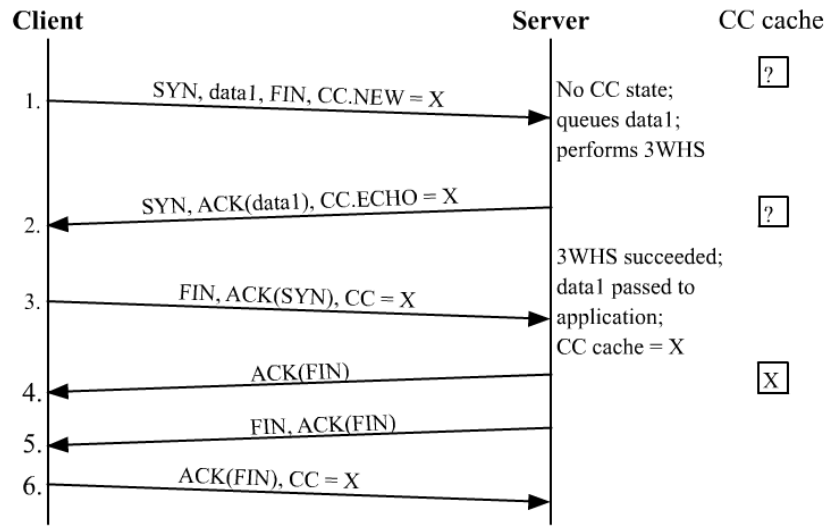 Client Server CC cache
?
1. SYN, data1, FIN, CC.NEW = X
No CC state;
queues data1;
performs 3WHS
2. SYN, ACK(data1), CC.ECHO = X
?
3WHS succeeded;
data1 passed to
application;
CC cache = X
3. FIN, ACK(SYN), CC = X
4. ACK(FIN)
X
5. FIN, ACK(FIN)
6. ACK(FIN), CC = X